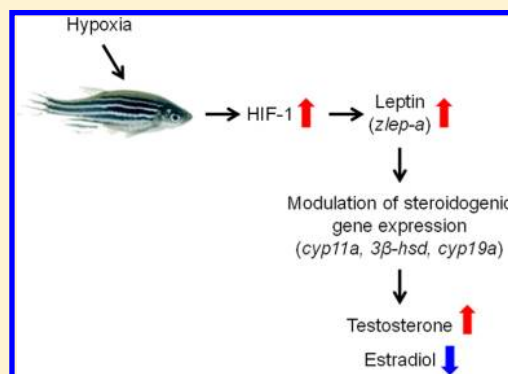 Hypoxia
HIF-1
Leptin
(zlep-a)
Modulation of steroidogenic
gene expression
(cyp11a, 3β-hsd, cyp19a)
Testosterone
Estradiol